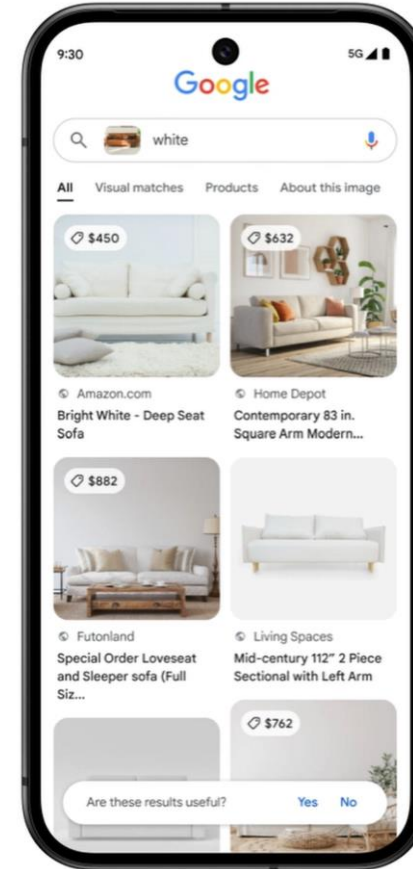 9:30
5G
Google
white
All Visual matches Products About this image
$450
$632
Amazon.com
Bright White - Deep Seat
Sofa
Home Depot
Contemporary 83 in.
Square Arm Modern...
$882
Futonland
Special Order Loveseat
and Sleeper sofa (Full
Siz...
Living Spaces
Mid-century 112" 2 Piece
Sectional with Left Arm
$762
Are these results useful? Yes No